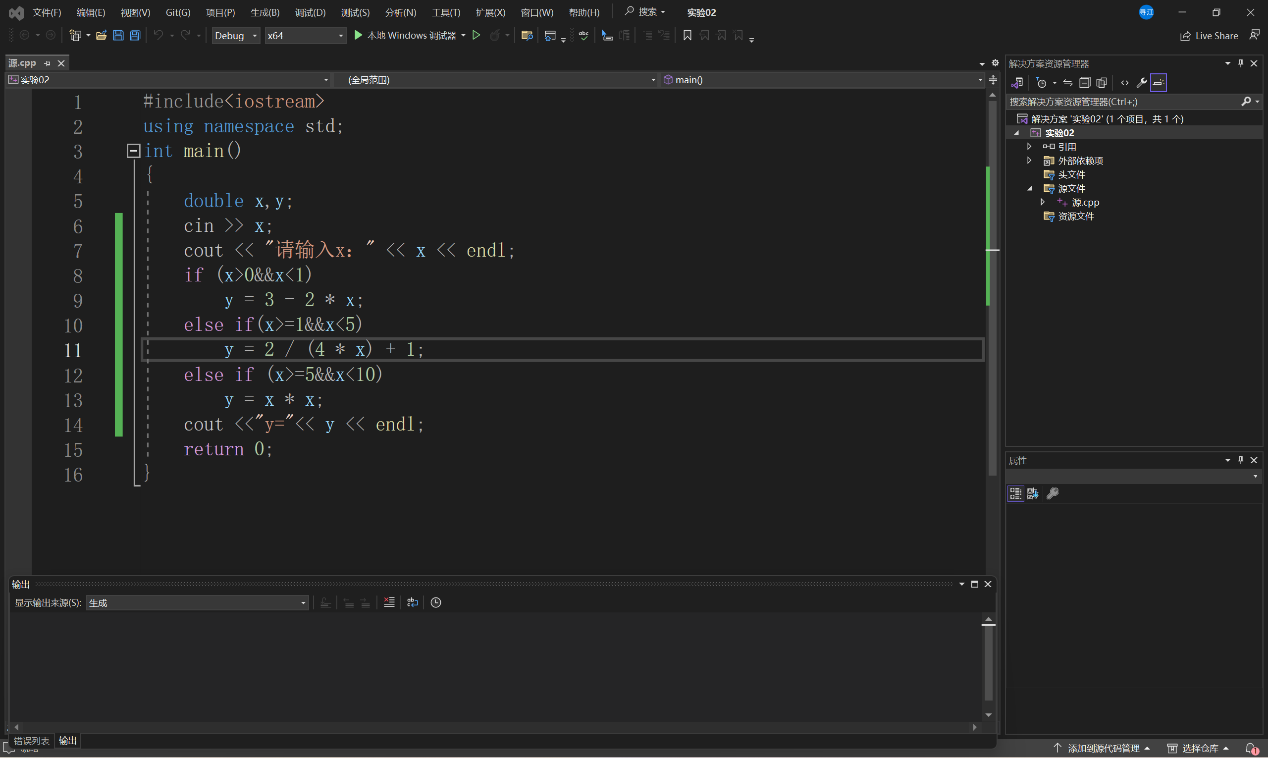 文件(F) 编辑(E) 视图(V) Git(G) 项目(P) 生成(B) 调试(D) 测试(S) 分析(N) 工具(T) 扩展(X) 窗口(W) 帮助(H) 搜索 实验02
Debug x64 本地 Windows 调试器 Live Share
源.cpp
实验02 (全局范围) main()
1 #include<iostream>
2 using namespace std;
3 int main()
4 {
5 double x,y;
6 cin >> x;
7 cout << "请输入x: " << x << endl;
8 if (x>0&&x<1)
9 y = 3 - 2 * x;
10 else if(x>=1&&x<5)
11 y = 2 / (4 * x) + 1;
12 else if (x>=5&&x<10)
13 y = x * x;
14 cout <<"y="<< y << endl;
15 return 0;
16 }
解决方案资源管理器
搜索解决方案资源管理器(Ctrl+;)
解决方案 '实验02' (1 个项目，共 1 个)
实验02
引用
外部依赖项
头文件
源文件
源.cpp
资源文件
属性
输出
显示输出来源(S): 生成
错误列表 输出
添加到源代码管理 选择仓库